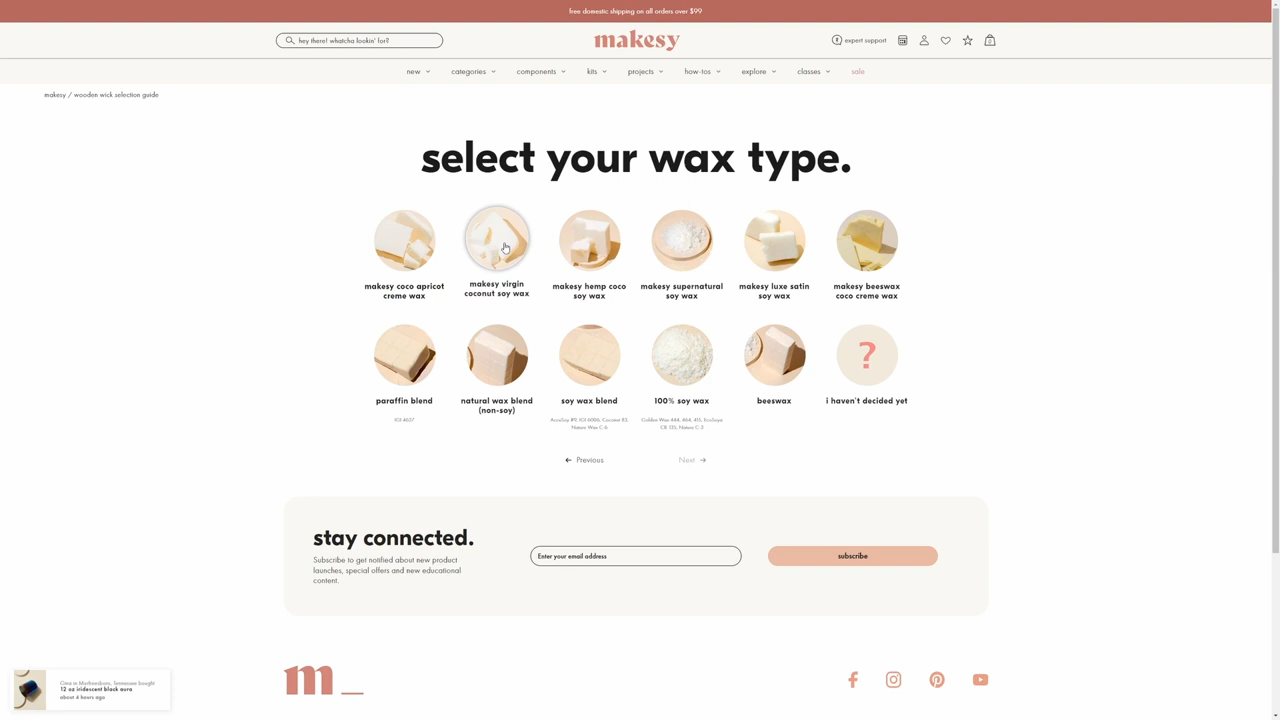 free domestic shipping on all orders over $99
hey there! whatcha lookin' for?
makesy
expert support
0
new categories components kits projects how-tos explore classes sale
makesy / wooden wick selection guide
select your wax type.
makesy coco apricot
creme wax
makesy virgin
coconut soy wax
makesy hemp coco
soy wax
makesy supernatural
soy wax
makesy luxe satin
soy wax
makesy beeswax
coco creme wax
?
paraffin blend
IGI 4627
natural wax blend
(non-soy)
soy wax blend
Nature Wax C-6
100% soy wax
Golden Wax 444, 464, 415, EcoSoya
CB 135, Nature C-3
beeswax
i haven't decided yet
Previous
Next
stay connected.
Subscribe to get notified about new product
launches, special offers and new educational
content.
Enter your email address
subscribe
m_
in Murfreesboro, Tennessee bought
12 oz iridescent black aura
about 4 hours ago